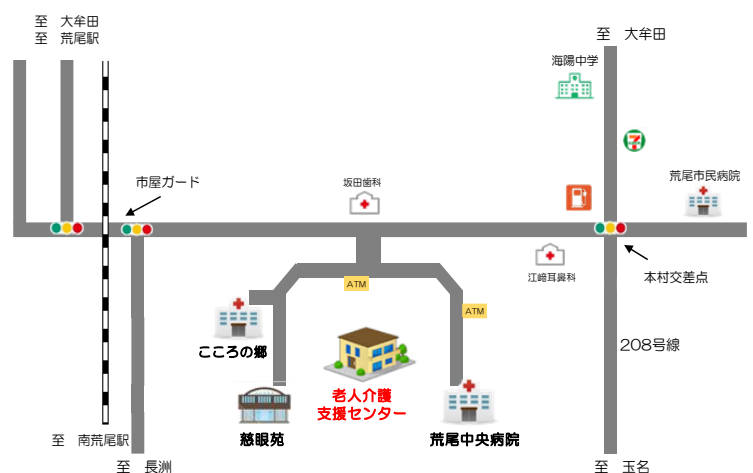 至　大牟田
至　荒尾駅
至　大牟田
海陽中学
7
荒尾市民病院
市屋ガード
坂田歯科
江﨑耳鼻科
本村交差点
ATM
ATM
208号線
こころの郷
老人介護
支援センター
慈眼苑
荒尾中央病院
至　南荒尾駅
至　長洲
至　玉名